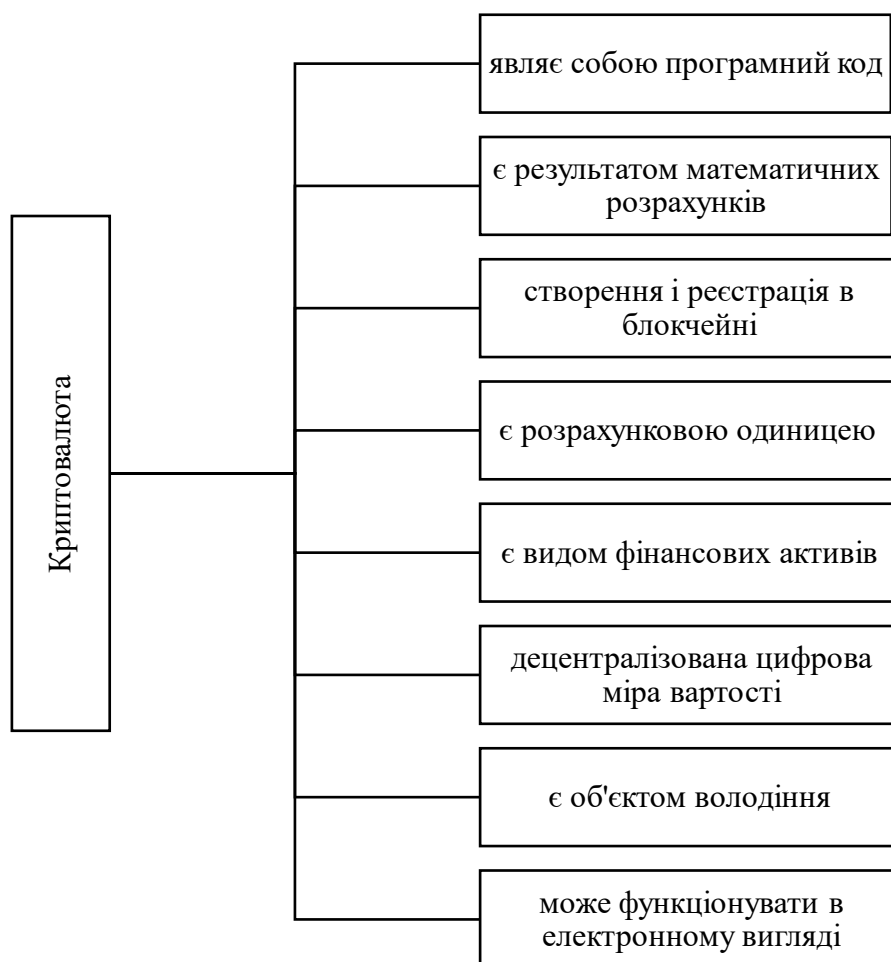 Криптовалюта
являє собою програмний код
є результатом математичних
розрахунків
створення і реєстрація в
блокчейні
є розрахунковою одиницею
є видом фінансових активів
децентралізована цифрова
міра вартості
є об'єктом володіння
може функціонувати в
електронному вигляді